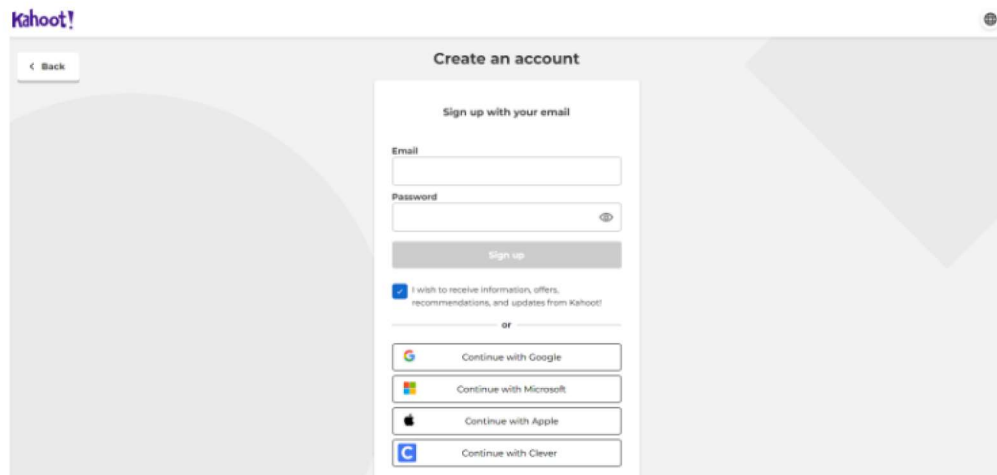 Kahoot!
Back
Create an account
Sign up with your email
Email
Password
Sign up
I wish to receive information, offers,
recommendations, and updates from Kahoot!
or
Continue with Google
Continue with Microsoft
Continue with Apple
C Continue with Clever